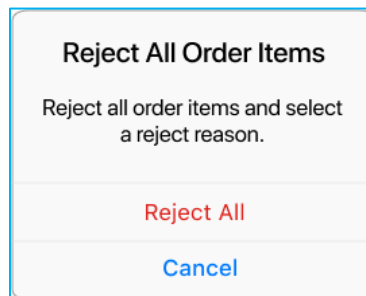 Reject All Order Items
Reject all order items and select
a reject reason.
Reject All
Cancel